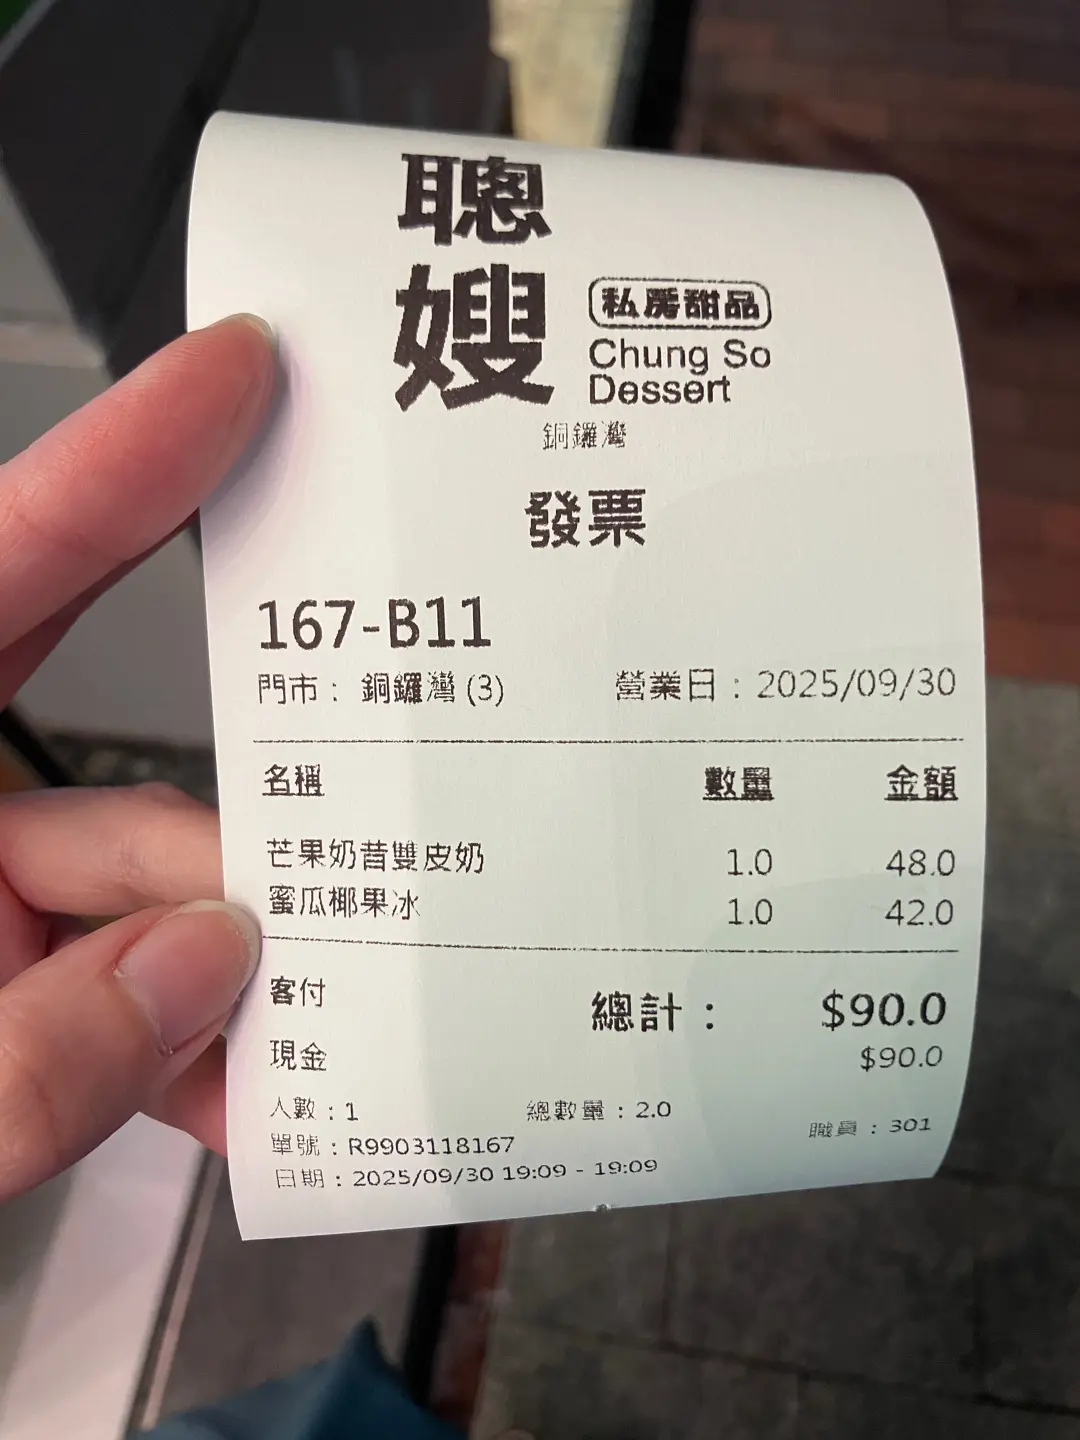 聰嫂
私房甜品
Chung So
Dessert
銅鑼灣
發票
167-B11
門市： 銅鑼灣 (3) 營業日：2025/09/30
名稱 數量 金額
芒果奶昔雙皮奶 1.0 48.0
蜜瓜椰果冰 1.0 42.0
客付 總計： $90.0
現金 $90.0
人數：1 總數量：2.0
單號：R9903118167 職員：301
日期：2025/09/30 19:09 - 19:09